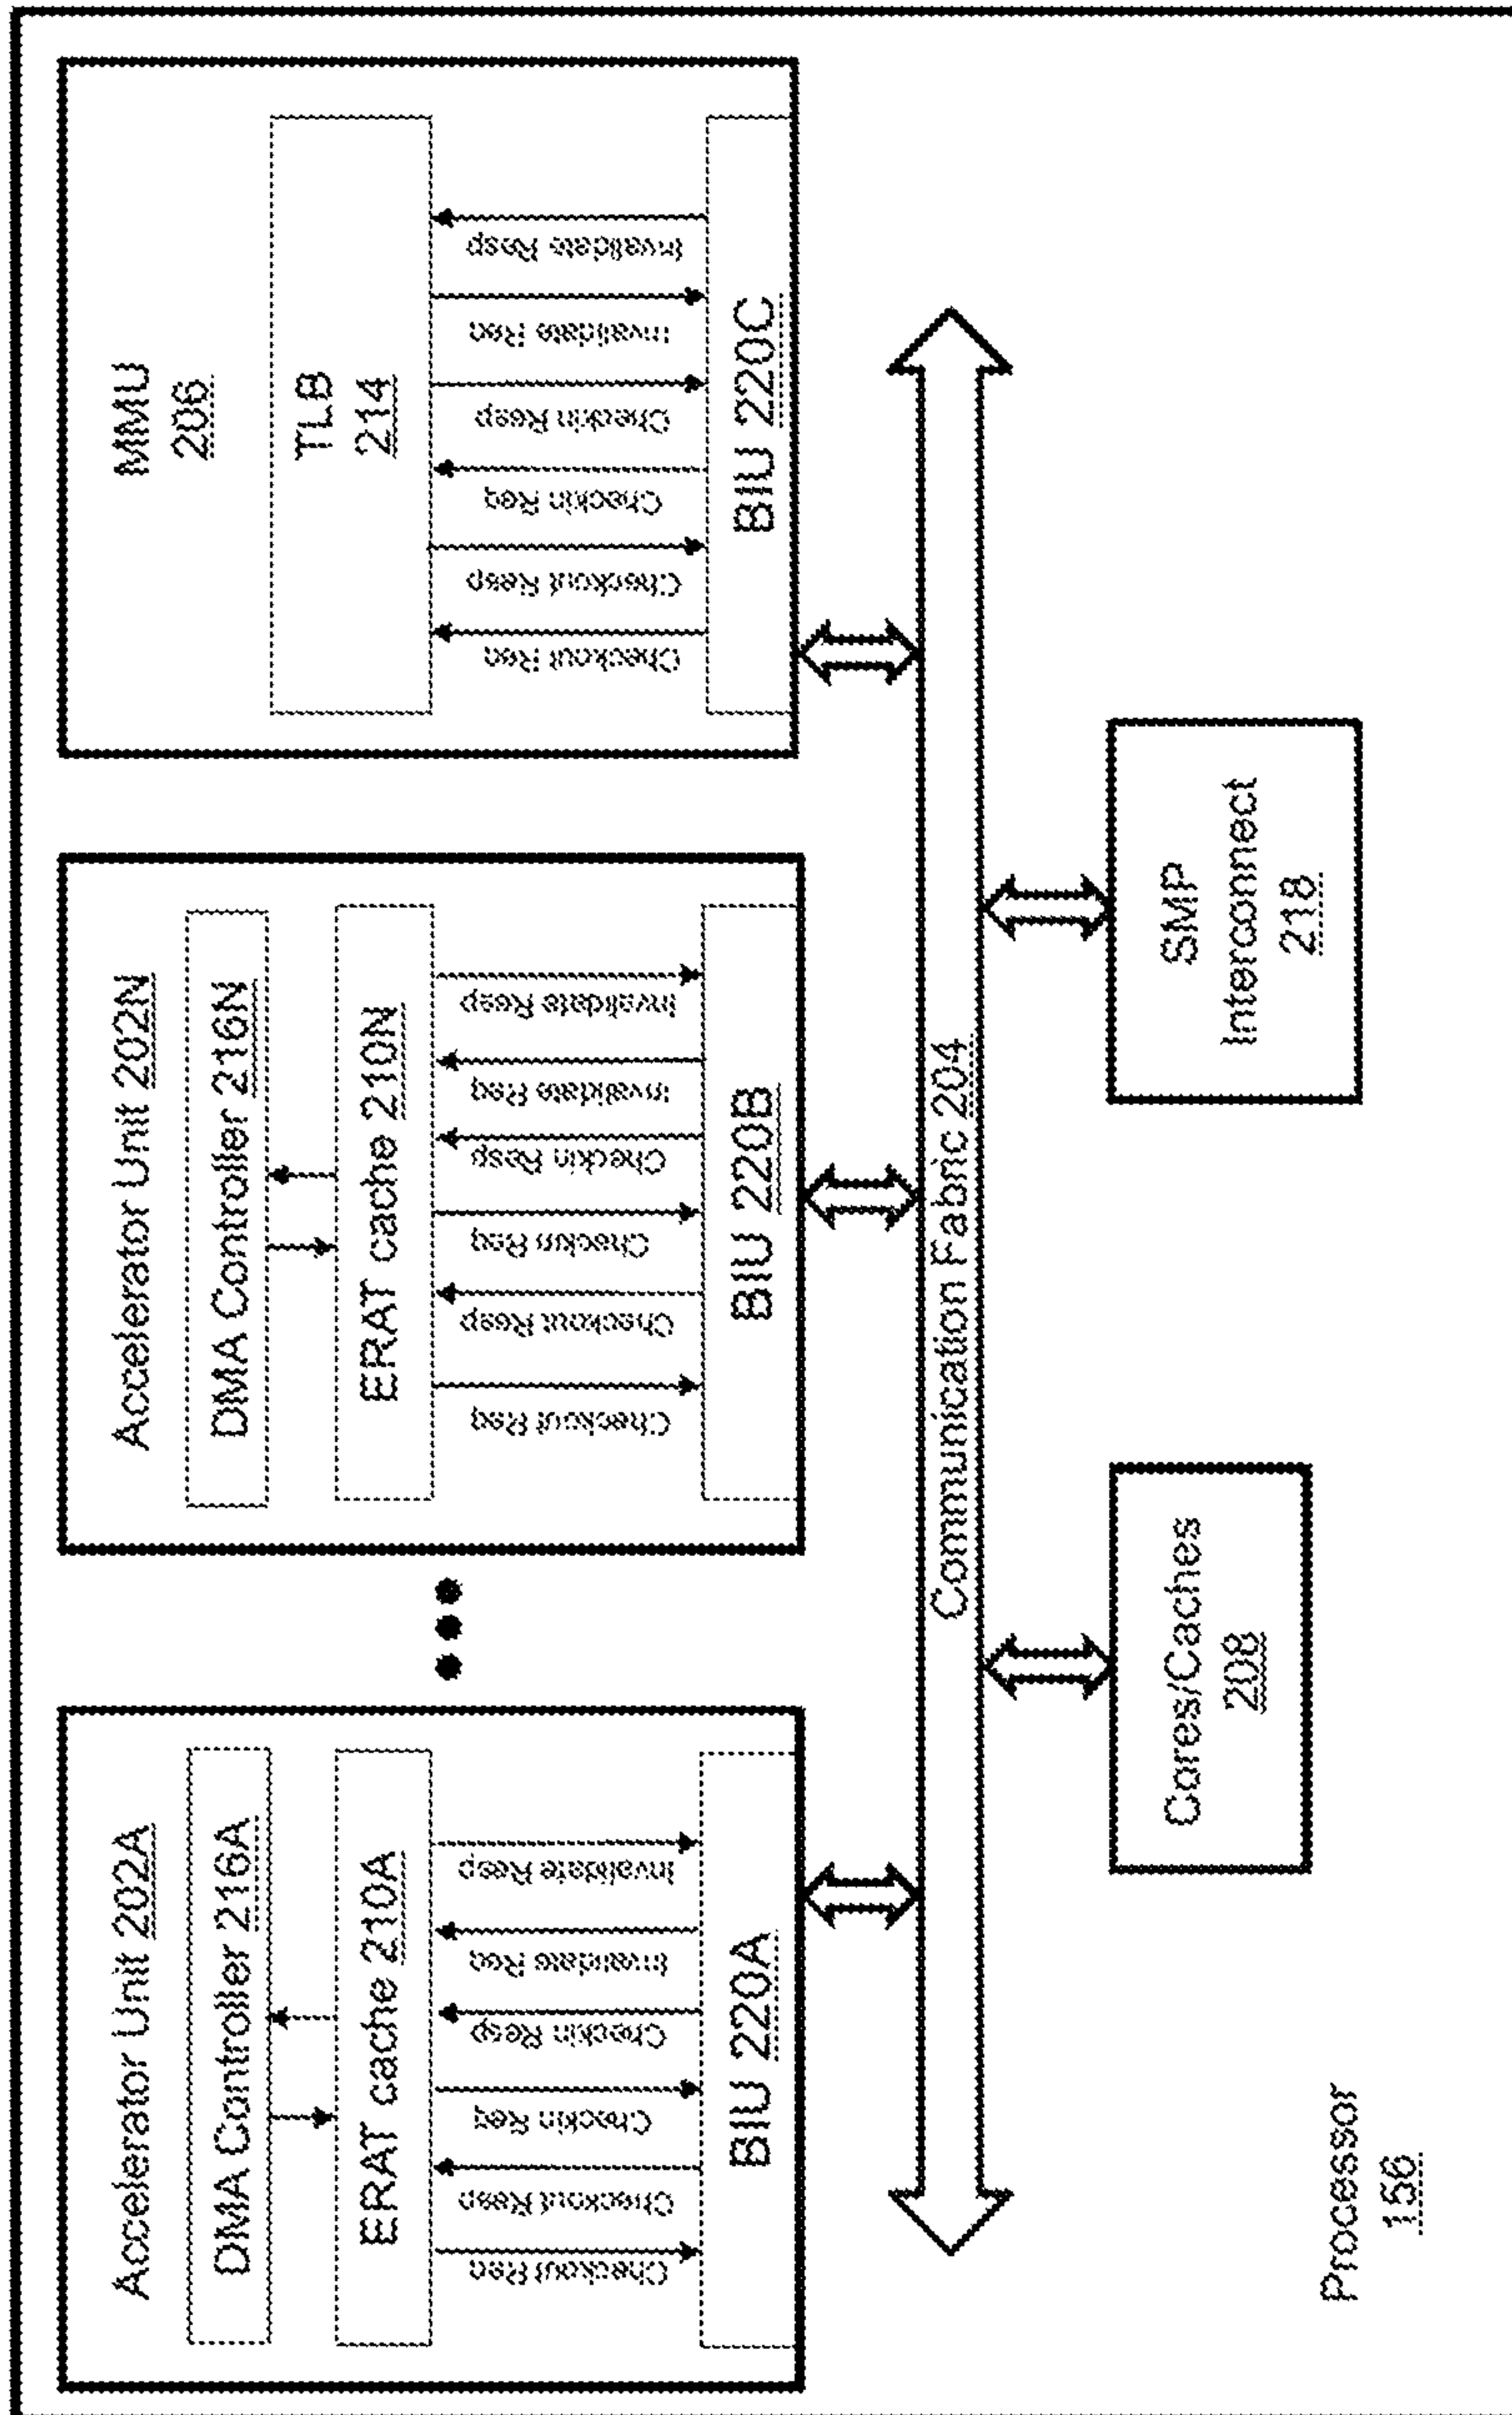 Accelerator Unit 202A
DMA Controller 216A
ERAT cache 210A
Checkout Req
Checkout Resp
Checkin Req
Checkin Resp
Invalidate Req
Invalidate Resp
BIU 220A
Accelerator Unit 202N
DMA Controller 216N
ERAT cache 210N
Checkout Req
Checkout Resp
Checkin Req
Checkin Resp
Invalidate Req
Invalidate Resp
BIU 220B
MMU
206
TLB
214
Checkout Req
Checkout Resp
Checkin Req
Checkin Resp
Invalidate Req
Invalidate Resp
BIU 220C
Communication Fabric 204
Cores/Caches
208
SMP
Interconnect
218
Processor
156